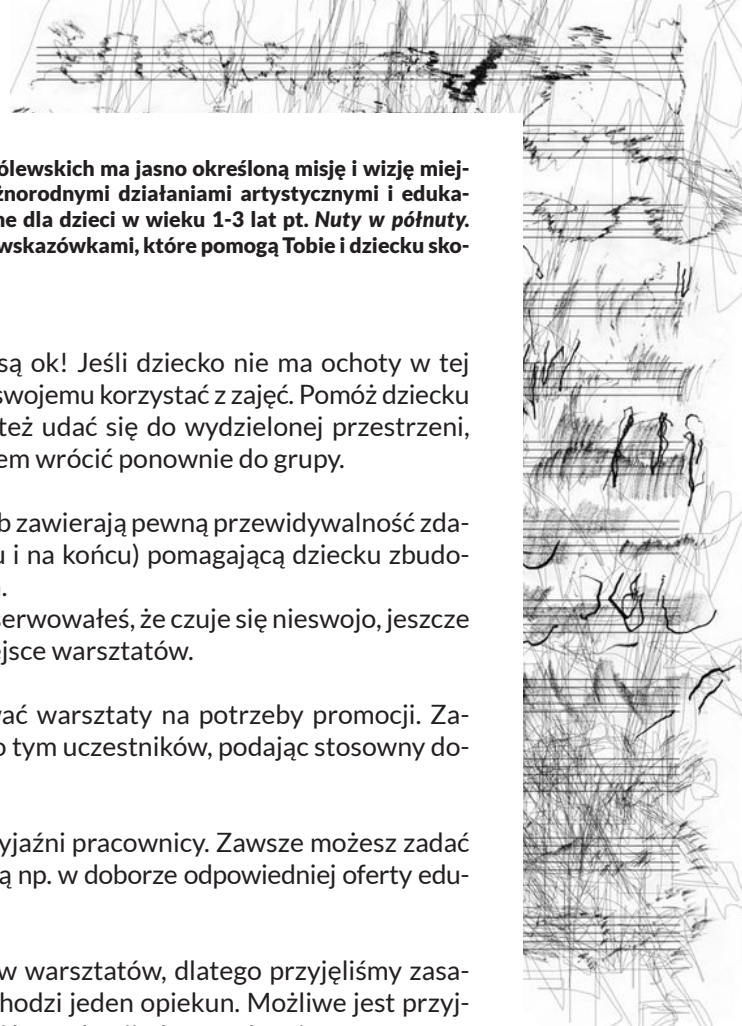 ólewskich ma jasno określoną misję i wizję miej-
żnorodnymi działaniami artystycznymi i eduka-
ne dla dzieci w wieku 1-3 lat pt. Nuty w półnuty.
wskazówkami, które pomogą Tobie i dziecku sko-
są ok! Jeśli dziecko nie ma ochoty w tej
swojemu korzystać z zajęć. Pomóż dziecku
też udać się do wydzielonej przestrzeni,
em wrócić ponownie do grupy.
b zawierają pewną przewidywalność zda-
u i na końcu) pomagającą dziecku zbudo-
serwowałeś, że czuje się nieswojo, jeszcze
ejsce warsztatów.
wać warsztaty na potrzeby promocji. Za-
o tym uczestników, podając stosowny do-
yjaźni pracownicy. Zawsze możesz zadać
ą np. w doborze odpowiedniej oferty edu-
w warsztatów, dlatego przyjęliśmy zasa-
hodzi jeden opiekun. Możliwe jest przyj-